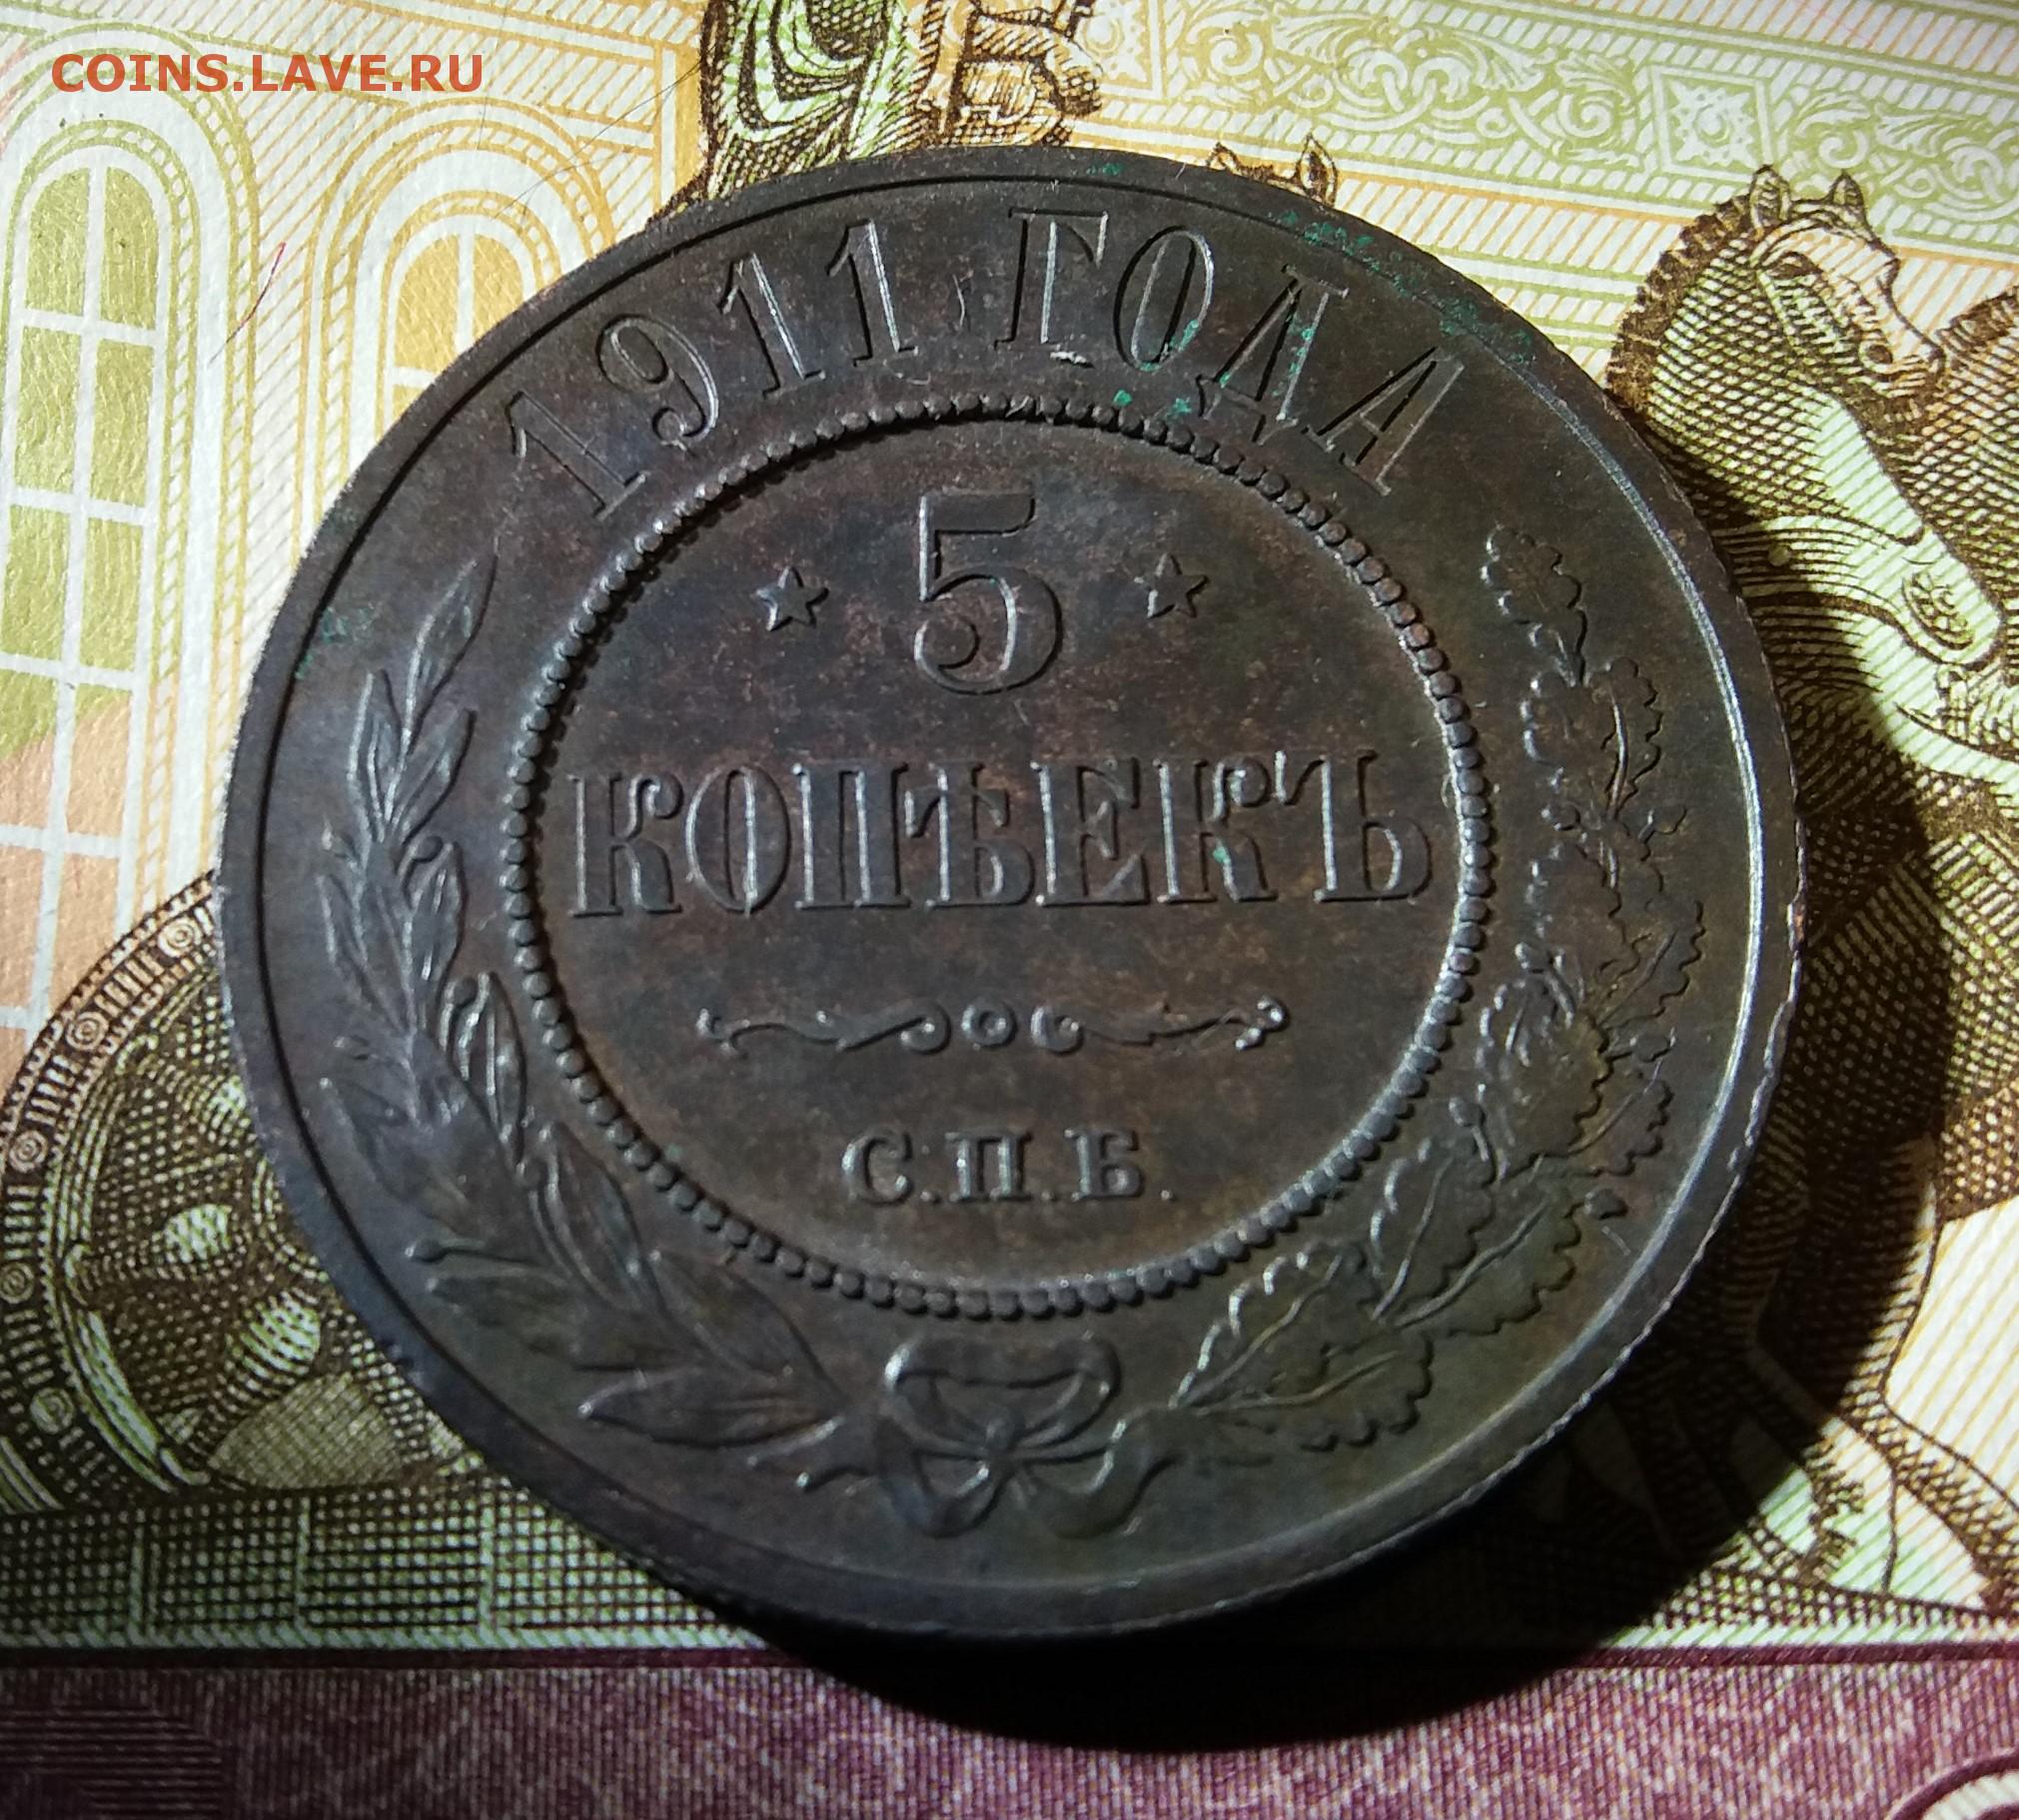 COINS.LAVE.RU
1911 ГОДА
5
КОПѢЕКЪ
С.П.Б.